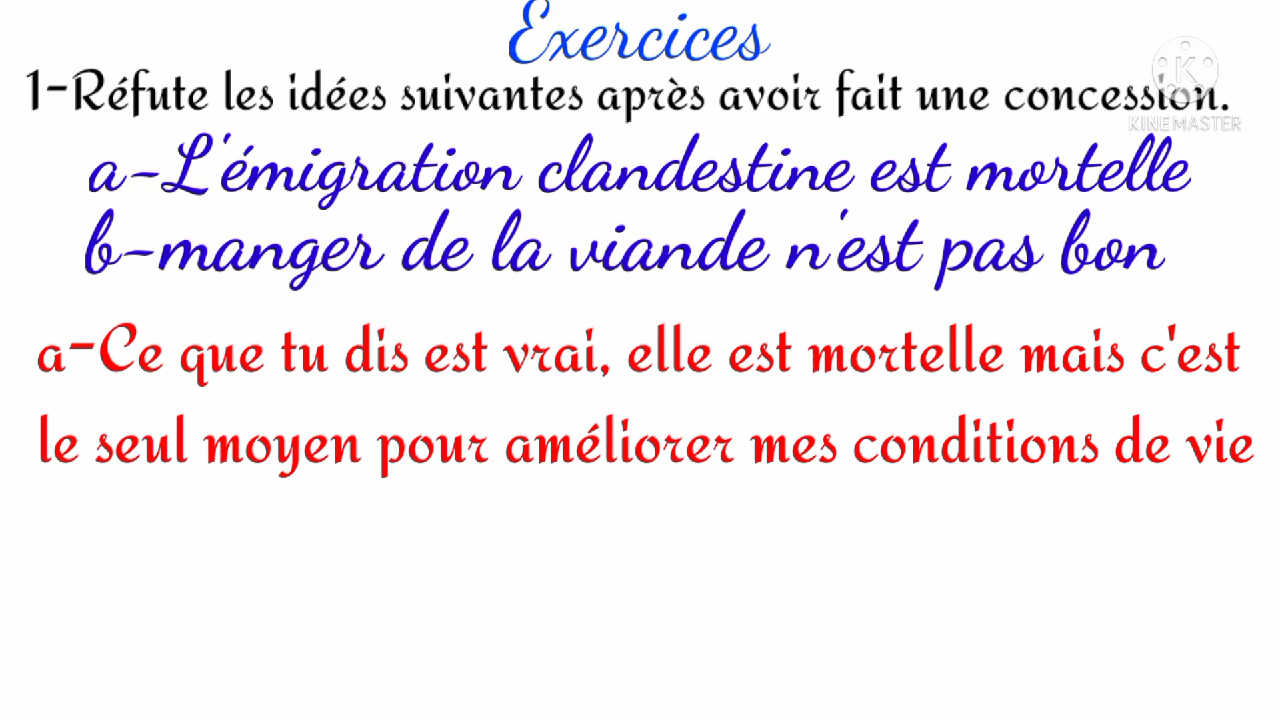 Exercices
1-Réfute les idées suivantes après avoir fait une concession.
KINEMASTER
a-L'émigration clandestine est mortelle
b-manger de la viande n'est pas bon
a-Ce que tu dis est vrai, elle est mortelle mais c'est
le seul moyen pour améliorer mes conditions de vie